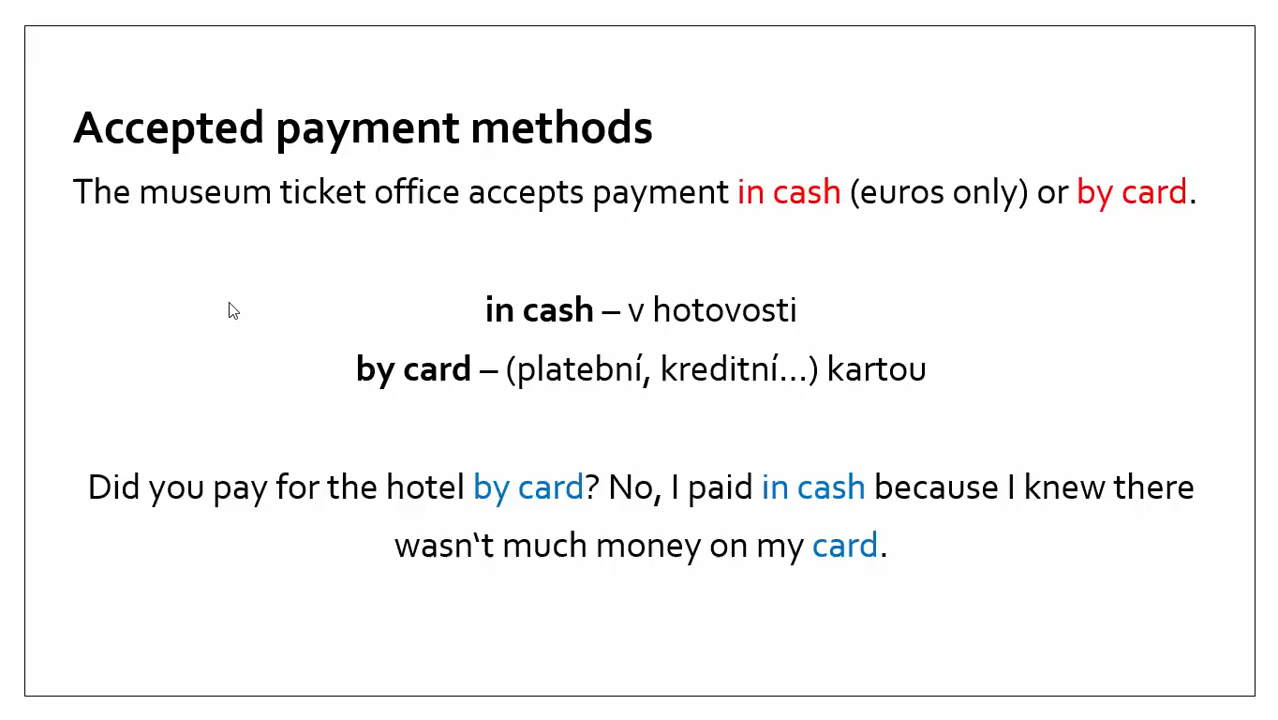 Accepted payment methods
The museum ticket office accepts payment in cash (euros only) or by card.
in cash – v hotovosti
by card – (platební, kreditní…) kartou
Did you pay for the hotel by card? No, I paid in cash because I knew there
wasn‘t much money on my card.